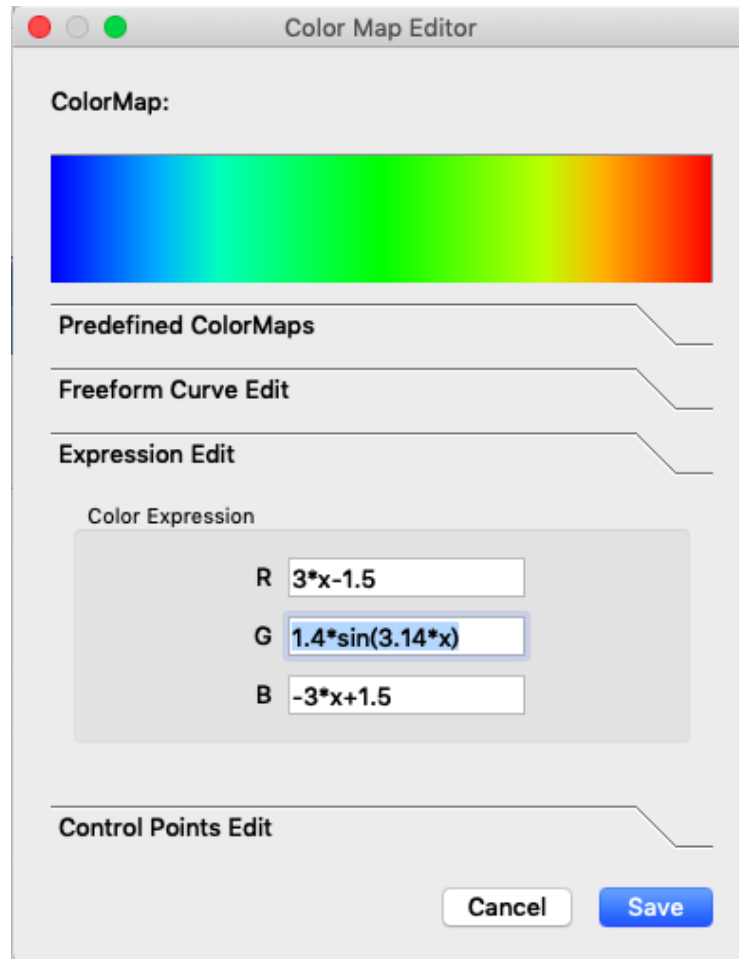 Color Map Editor
ColorMap:
Predefined ColorMaps
Freeform Curve Edit
Expression Edit
Color Expression
R 3*x-1.5
G 1.4*sin(3.14*x)
B -3*x+1.5
Control Points Edit
Cancel Save